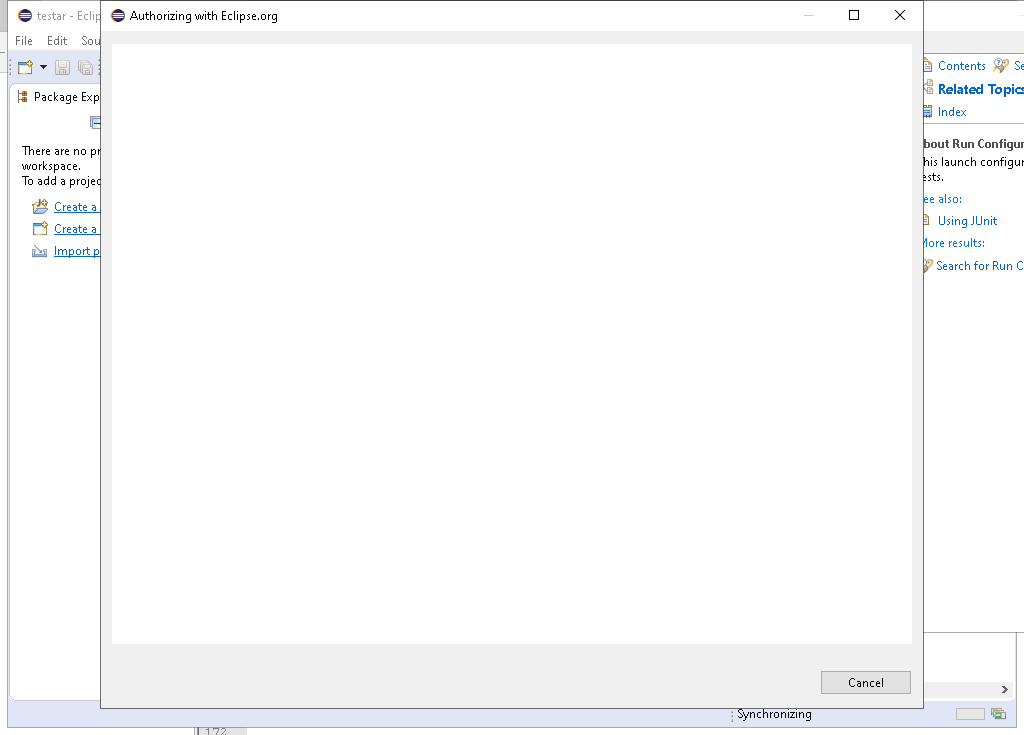 testar - Eclip
Authorizing with Eclipse.org
File Edit Sou
Contents Se
Related Topics
Index
Package Exp
There are no pr
workspace.
To add a projec
Create a
Create a
Import p
bout Run Configur
his launch configur
ests.
ee also:
Using JUnit
More results:
Search for Run C
Cancel
Synchronizing
172